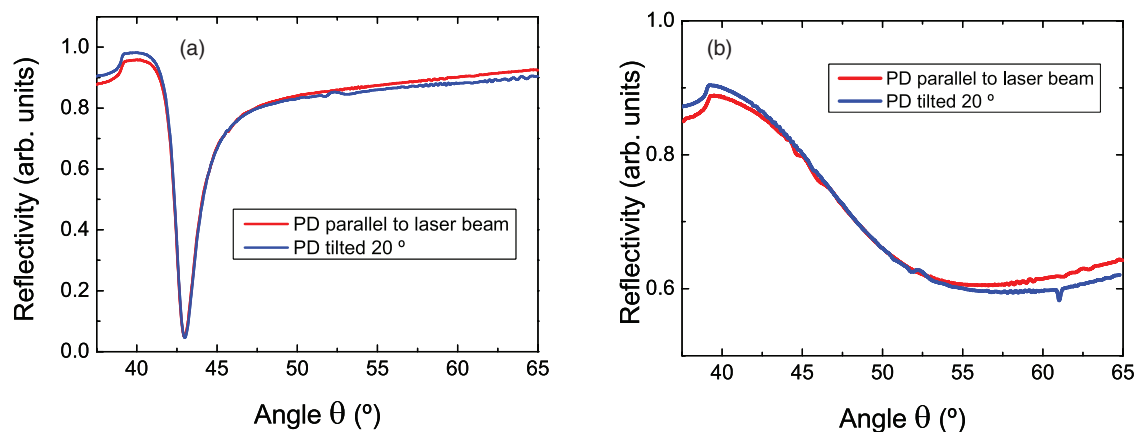 (a)
Reflectivity (arb. units)
1.0
0.8
0.6
0.4
0.2
0.0
PD parallel to laser beam
PD tilted 20 º
40 45 50 55 60 65
Angle θ (º)
(b)
Reflectivity (arb. units)
1.0
0.8
0.6
PD parallel to laser beam
PD tilted 20 º
40 45 50 55 60 65
Angle θ (º)